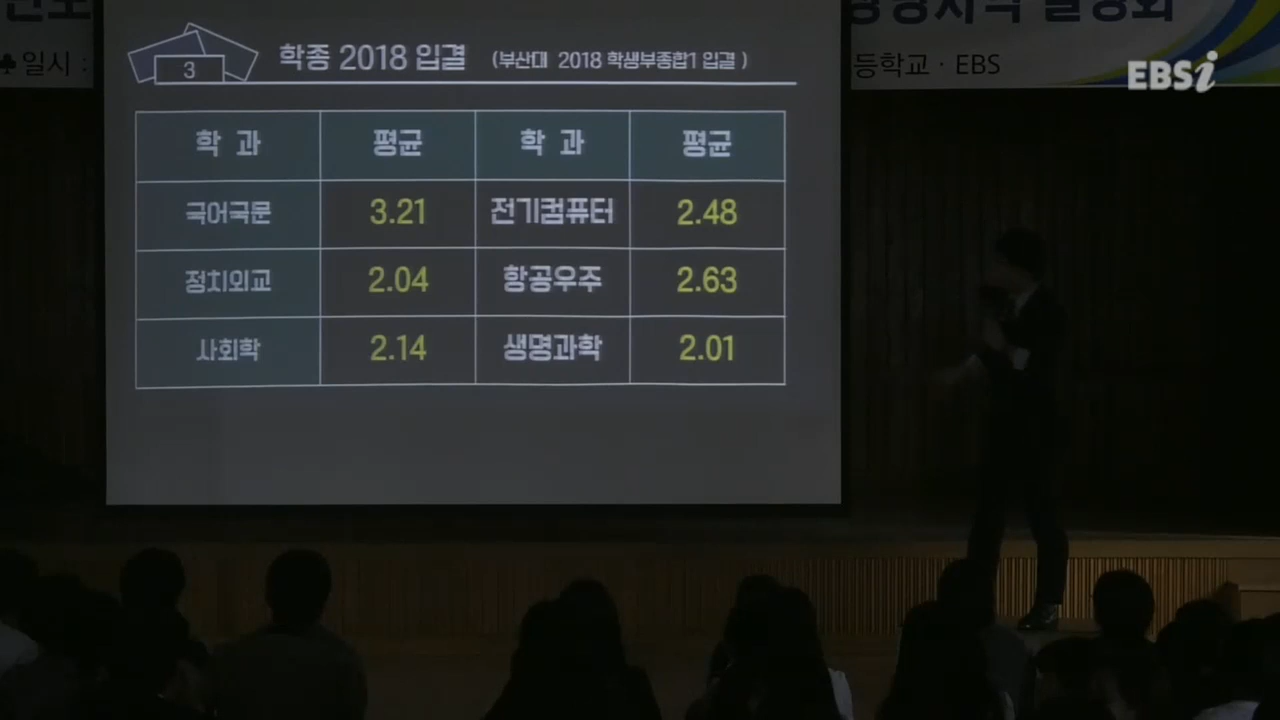 ♣일시 :
등학교 · EBS
EBSi
3
학종 2018 입결 (부산대 2018 학생부종합1 입결 )
학 과 평균 학 과 평균
국어국문 3.21 전기컴퓨터 2.48
정치외교 2.04 항공우주 2.63
사회학 2.14 생명과학 2.01